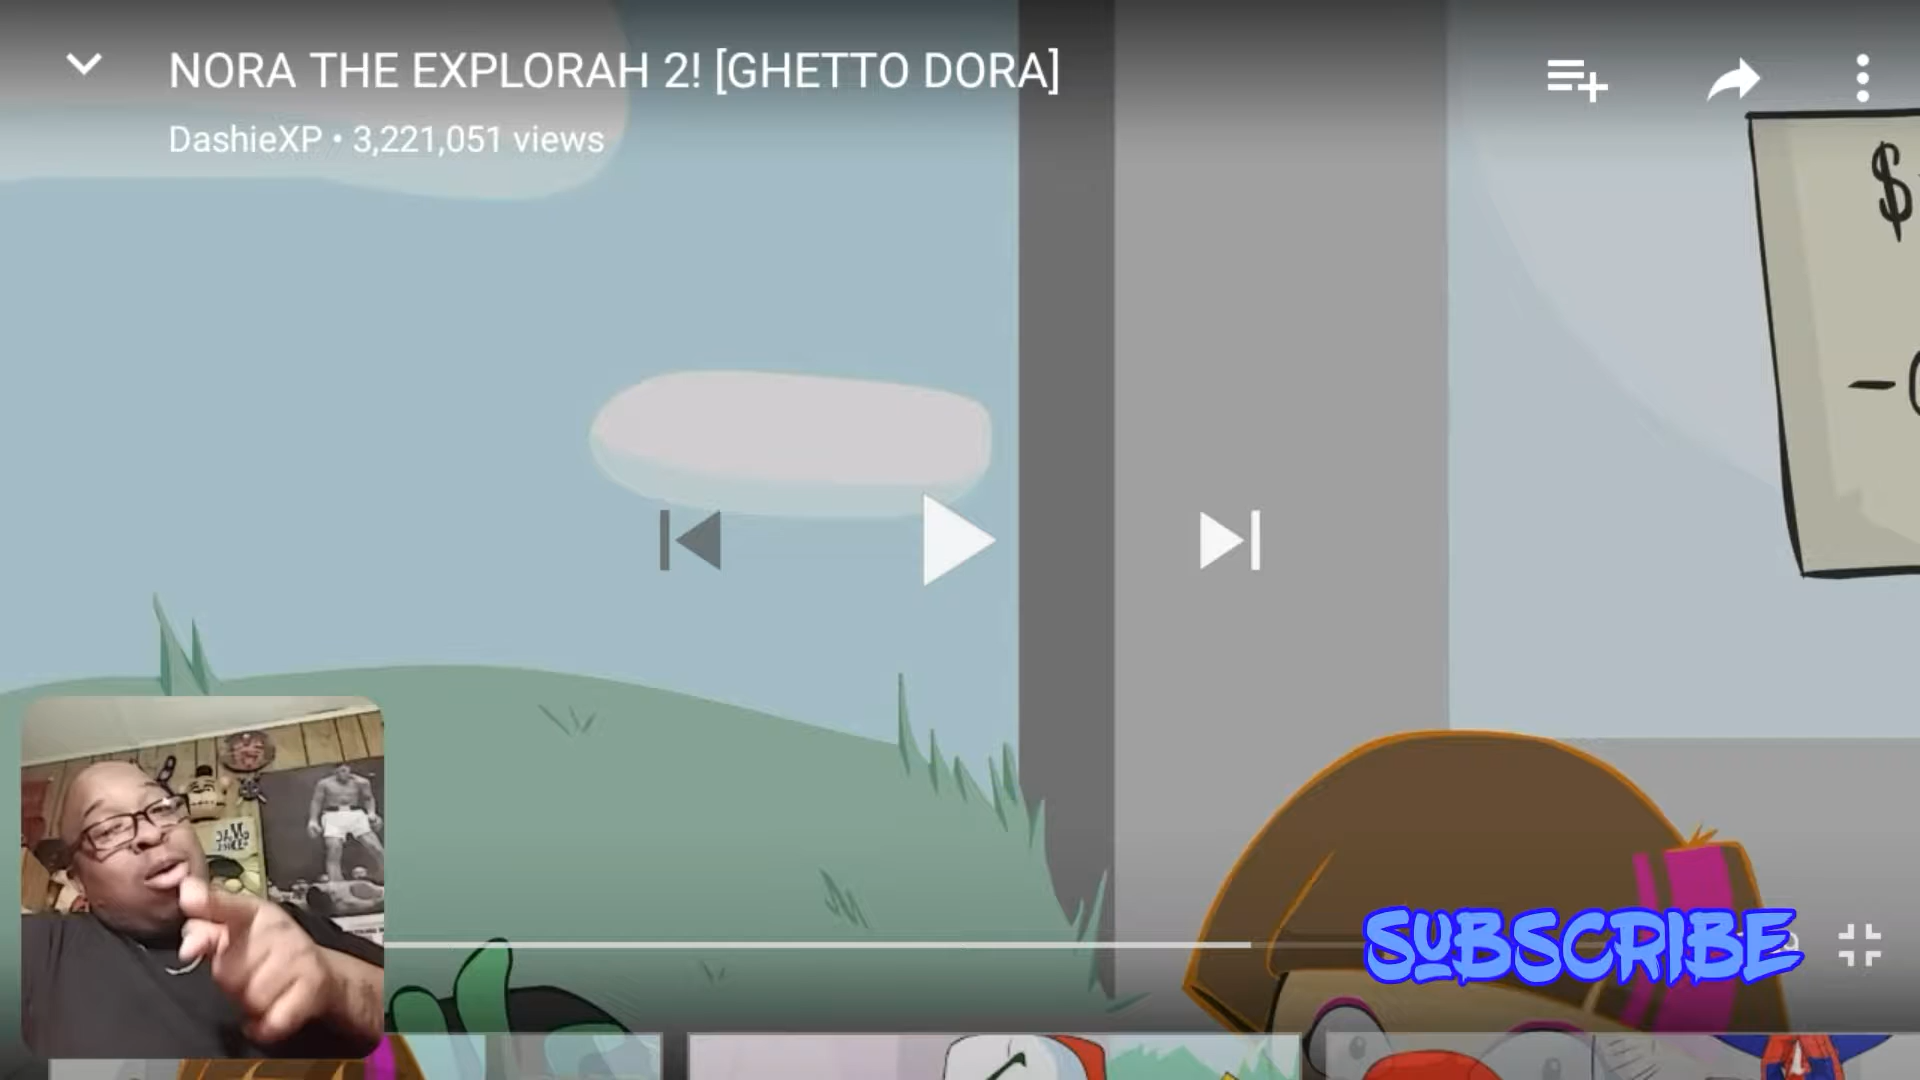 NORA THE EXPLORAH 2! [GHETTO DORA]
DashieXP • 3,221,051 views
$
-
SUBSCRIBE